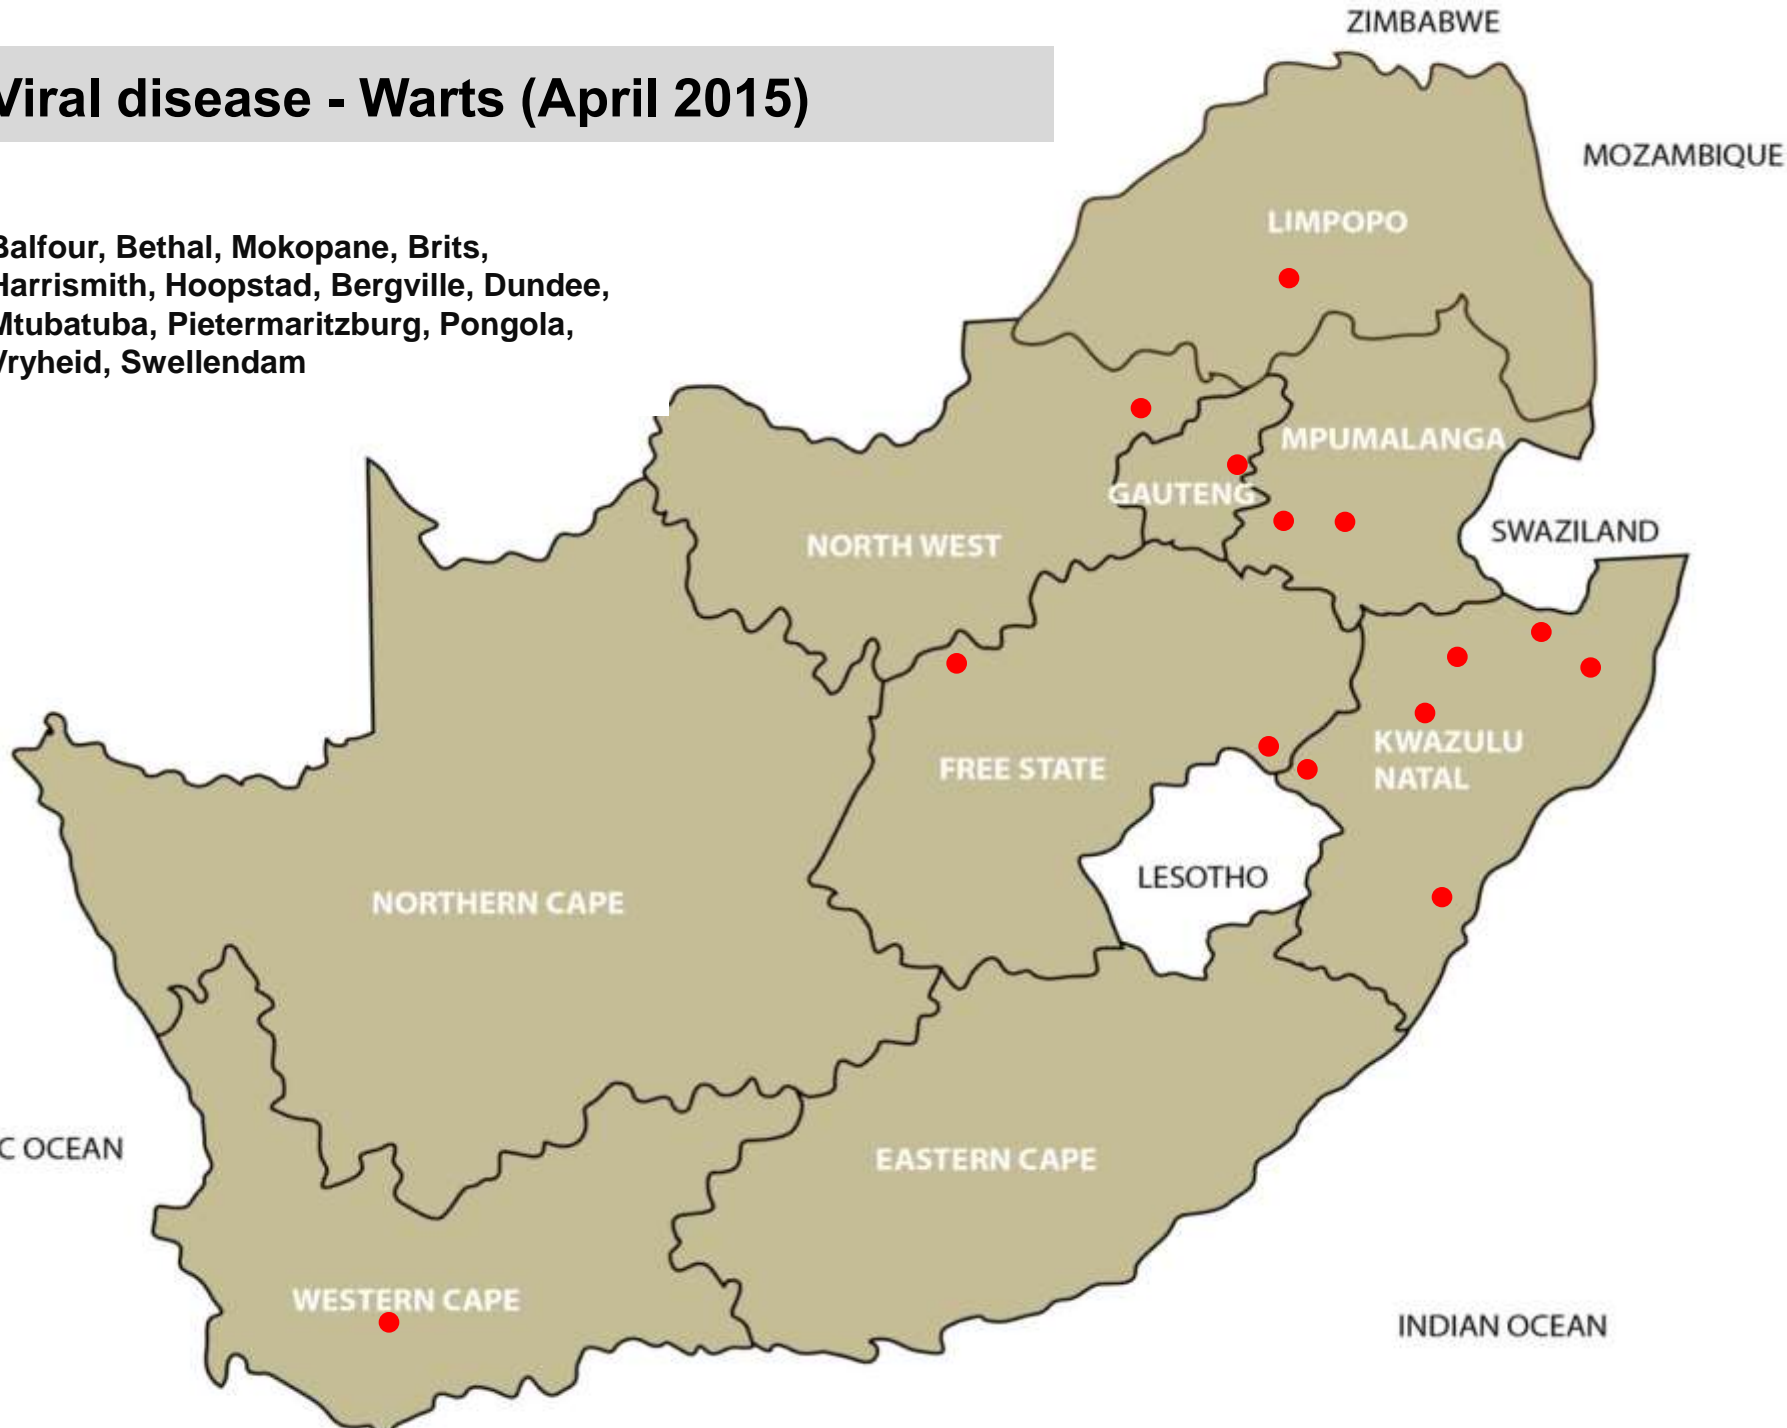 ZIMBABWE
Viral disease - Warts (April 2015)
MOZAMBIQUE
LIMPOPO
Balfour, Bethal, Mokopane, Brits,
Harrismith, Hoopstad, Bergville, Dundee,
Mtubatuba, Pietermaritzburg, Pongola,
Vryheid, Swellendam
MPUMALANGA
GAUTENG
SWAZILAND
NORTH WEST
KWAZULU
NATAL
FREE STATE
LESOTHO
NORTHERN CAPE
C OCEAN
EASTERN CAPE
WESTERN CAPE
INDIAN OCEAN